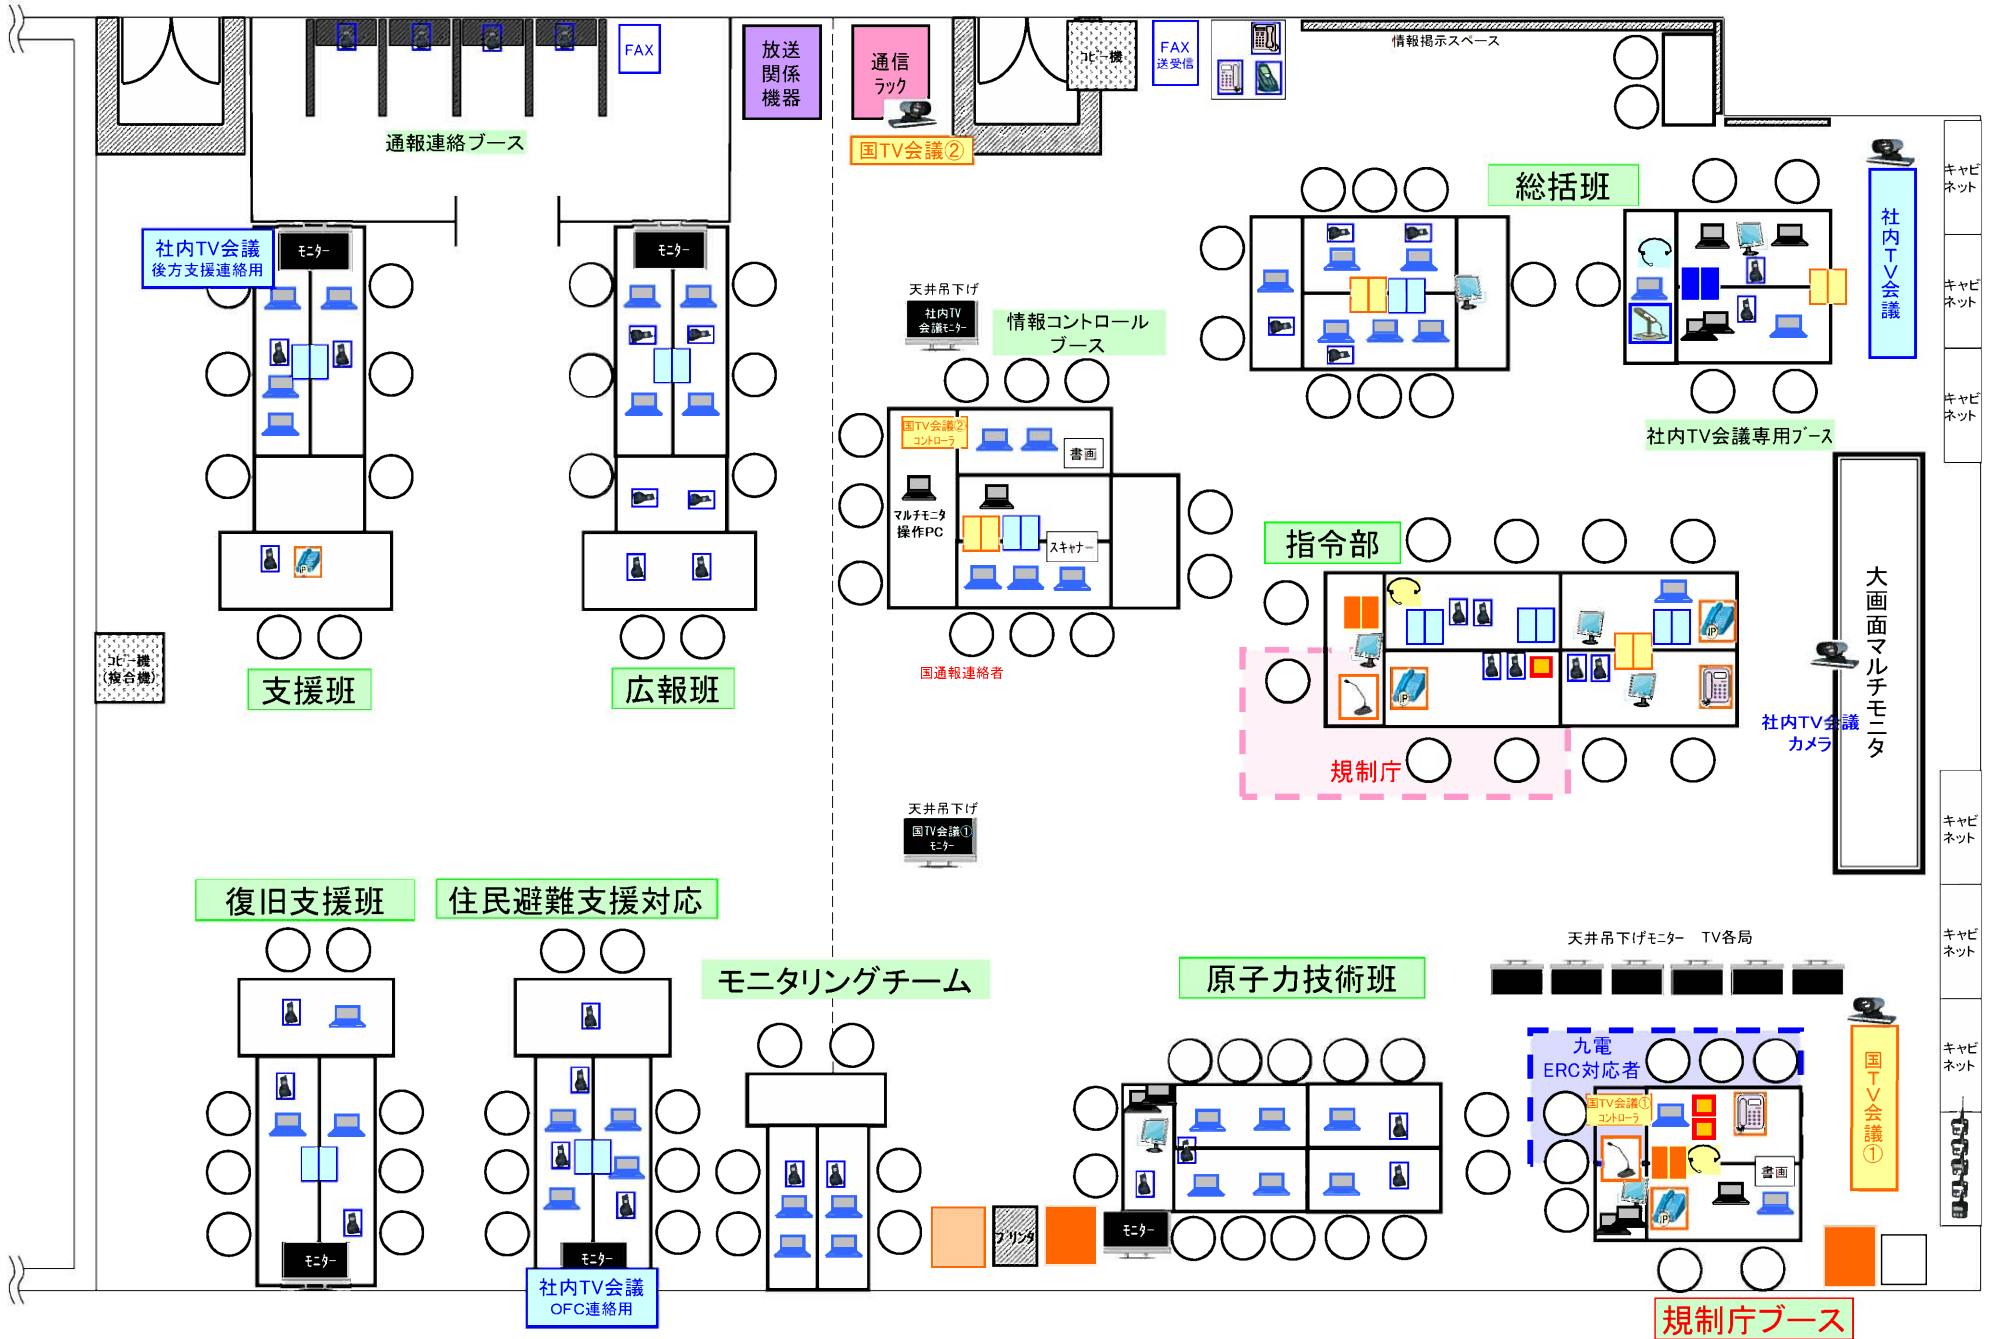 FAX
放送
関係
機器
通信
ラック
国TV会議②
コピー機
FAX
送受信
情報掲示スペース
通報連絡ブース
総括班
社内TV会議
キャビ
ネット
キャビ
ネット
キャビ
ネット
社内TV会議
後方支援連絡用
モニター
モニター
天井吊下げ
社内TV
会議モニター
情報コントロール
ブース
社内TV会議専用ブース
国TV会議②
コントローラ
書画
マルチモニタ
操作PC
スキャナー
国通報連絡者
指令部
IP
IP
IP
規制庁
大画面マルチモニタ
社内TV会議
カメラ
コピー機
(複合機)
支援班
広報班
天井吊下げ
国TV会議①
モニター
キャビ
ネット
キャビ
ネット
キャビ
ネット
復旧支援班
住民避難支援対応
モニタリングチーム
原子力技術班
天井吊下げモニター TV各局
九電
ERC対応者
国TV会議①
コントローラ
書画
IP
国TV会議①
モニター
モニター
社内TV会議
OFC連絡用
プリンタ
モニター
規制庁ブース